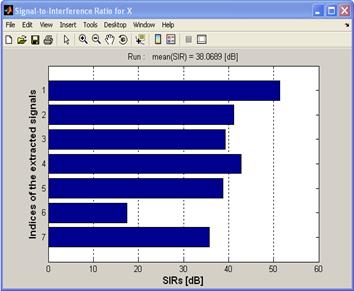 Signal-to-Interference Ratio for X
File Edit View Insert Tools Desktop Window Help
Run : mean(SIR) = 38.0689 [dB]
Indices of the extracted signals
1
2
3
4
5
6
7
0 10 20 30 40 50 60
SIRs [dB]